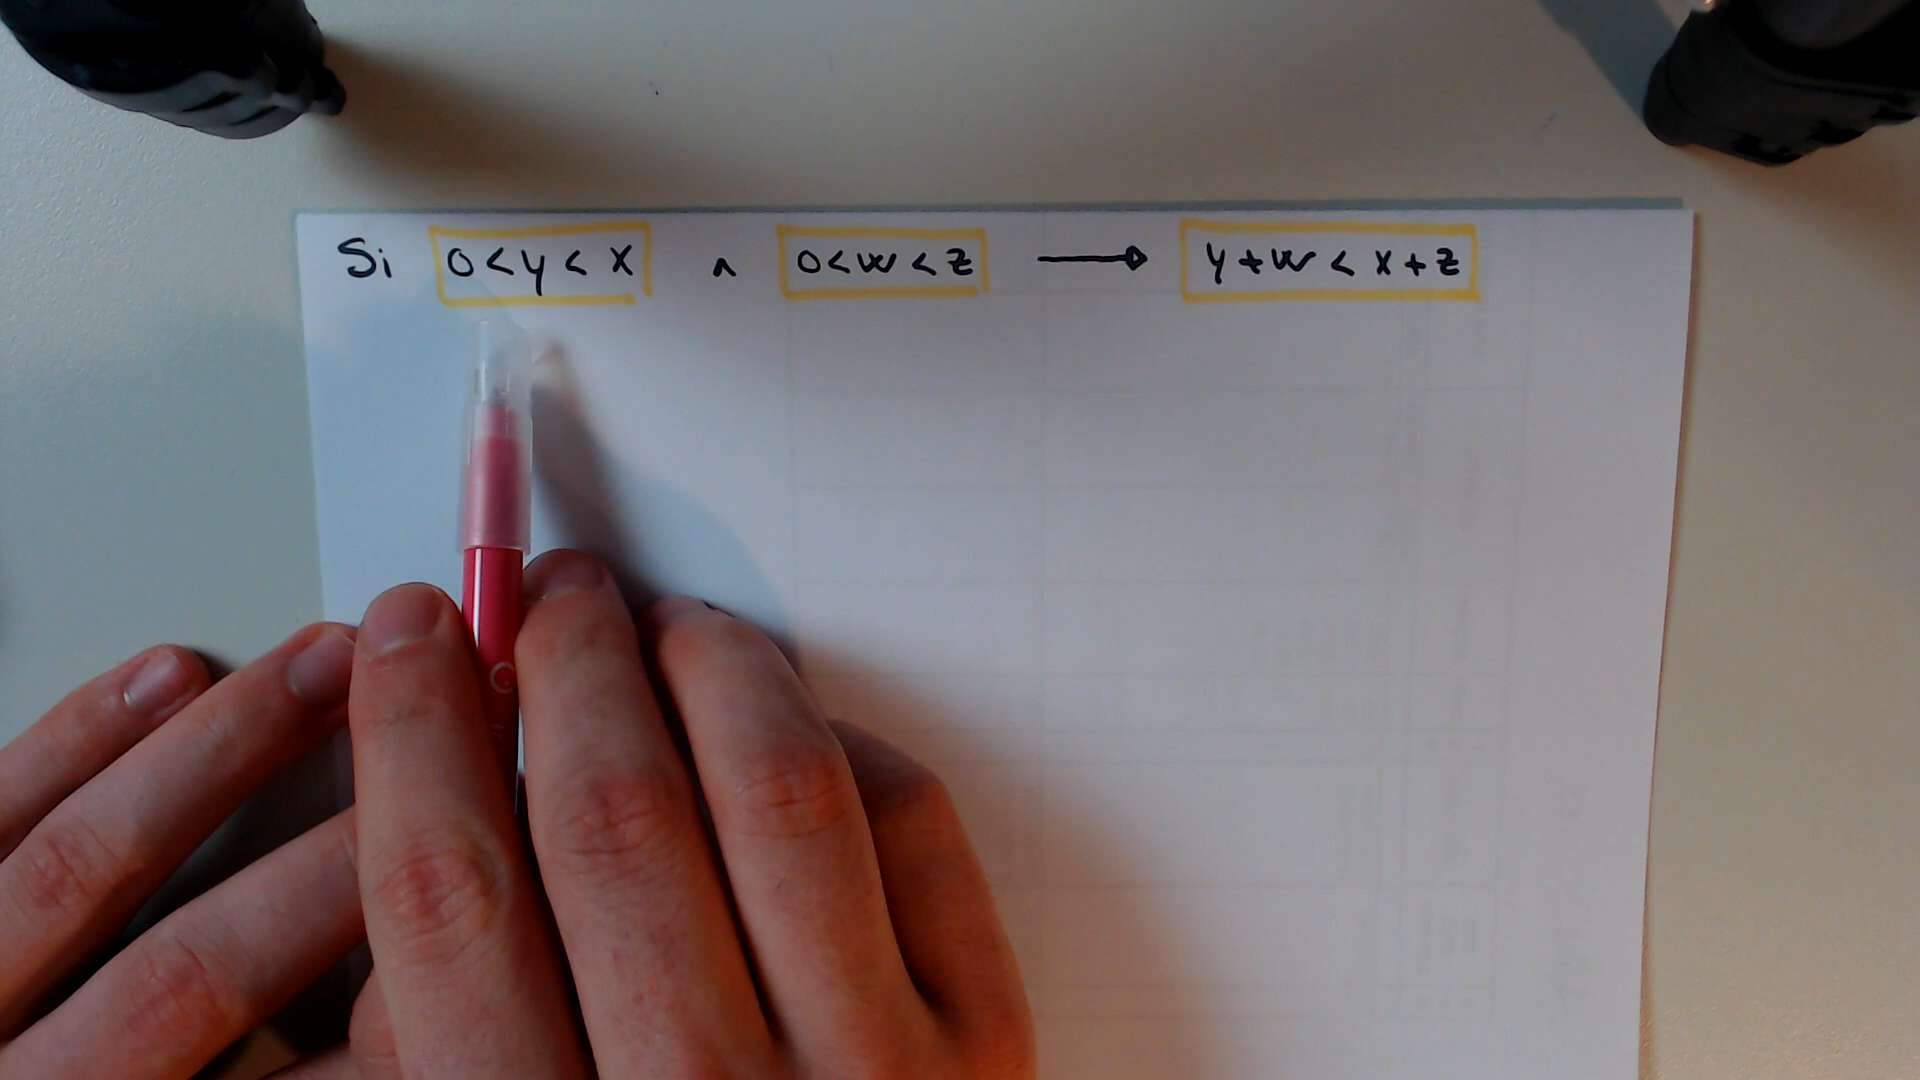 Si 0<y<x ∧ 0<w<z → y+w < x+z